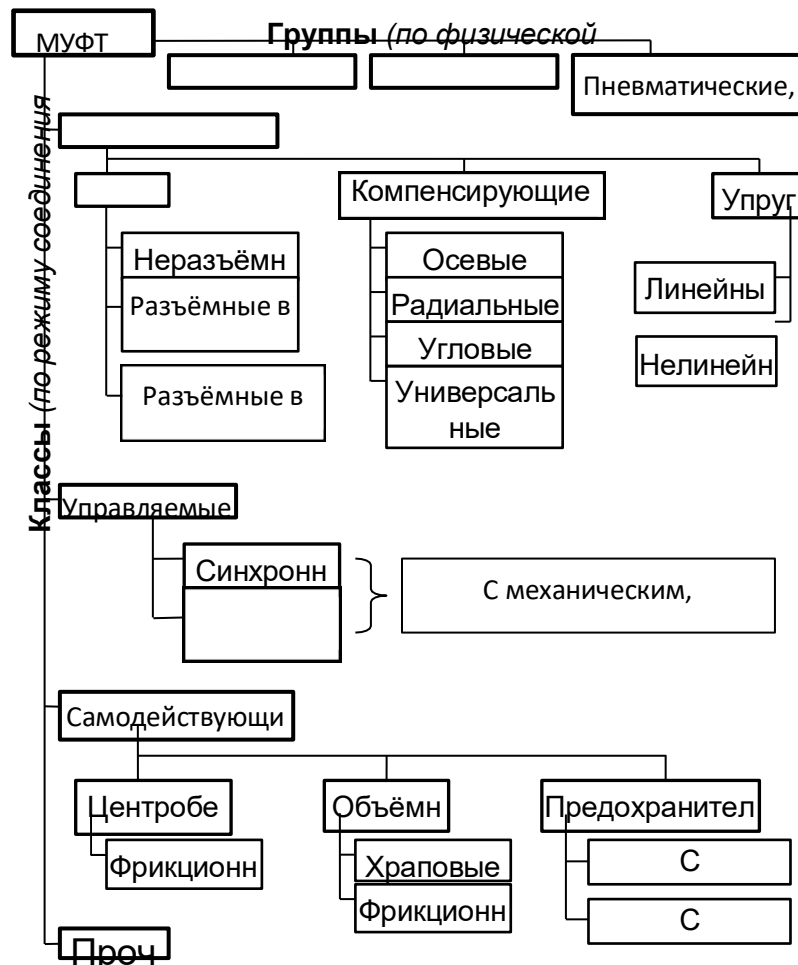 МУФТ
Группы (по физической
Пневматические,
Классы (по режиму соединения
Компенсирующие
Упруг
Неразъёмн
Разъёмные в
Разъёмные в
Осевые
Радиальные
Угловые
Универсаль
ные
Линейны
Нелинейн
Управляемые
Синхронн
С механическим,
Самодействующи
Центробе
Фрикционн
Объёмн
Храповые
Фрикционн
Предохранител
С
С
Проч